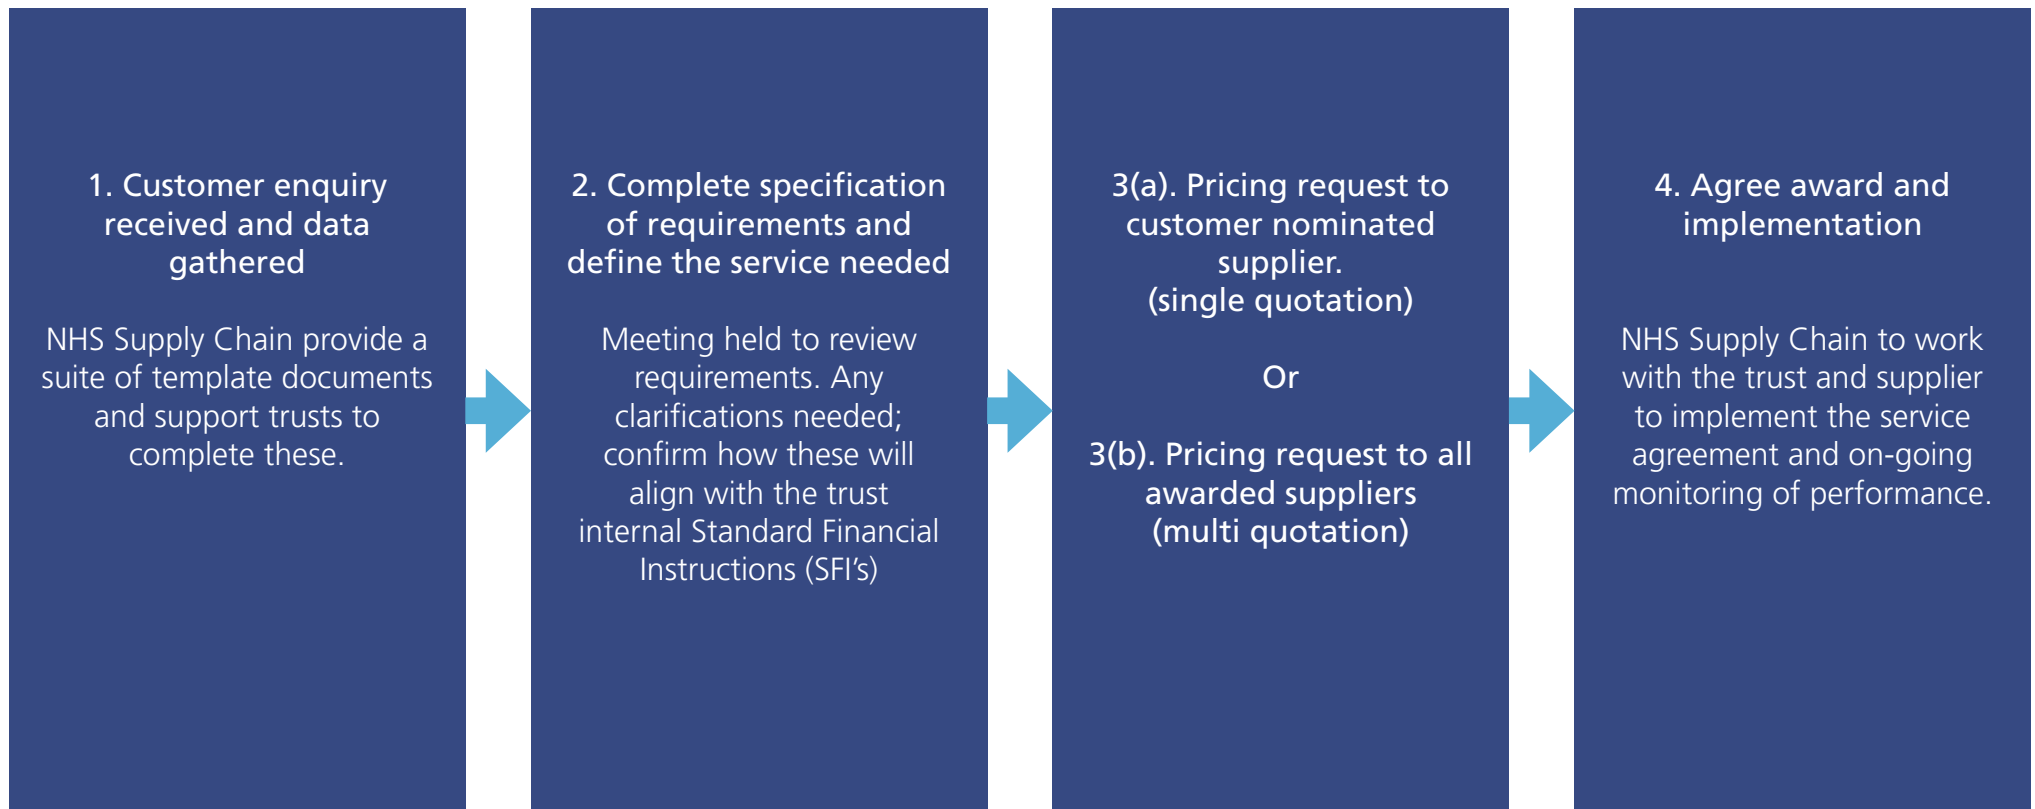 1. Customer enquiry
received and data
gathered
NHS Supply Chain provide a
suite of template documents
and support trusts to
complete these.
2. Complete specification
of requirements and
define the service needed
Meeting held to review
requirements. Any
clarifications needed;
confirm how these will
align with the trust
internal Standard Financial
Instructions (SFI’s)
3(a). Pricing request to
customer nominated
supplier.
(single quotation)
Or
3(b). Pricing request to all
awarded suppliers
(multi quotation)
4. Agree award and
implementation
NHS Supply Chain to work
with the trust and supplier
to implement the service
agreement and on-going
monitoring of performance.